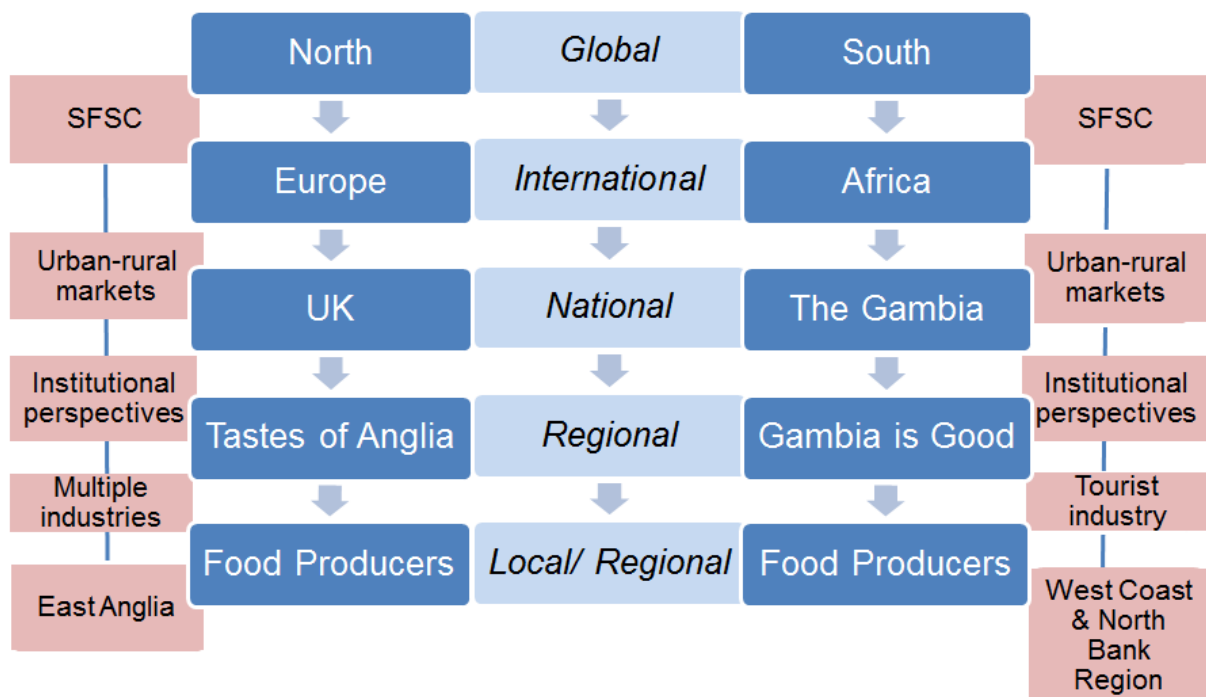 North
Global
South
SFSC
SFSC
Europe
International
Africa
Urban-rural
markets
Urban-rural
markets
UK
National
The Gambia
Institutional
perspectives
Institutional
perspectives
Tastes of Anglia
Regional
Gambia is Good
Multiple
industries
Tourist
industry
Food Producers
Local/ Regional
Food Producers
East Anglia
West Coast
& North
Bank
Region